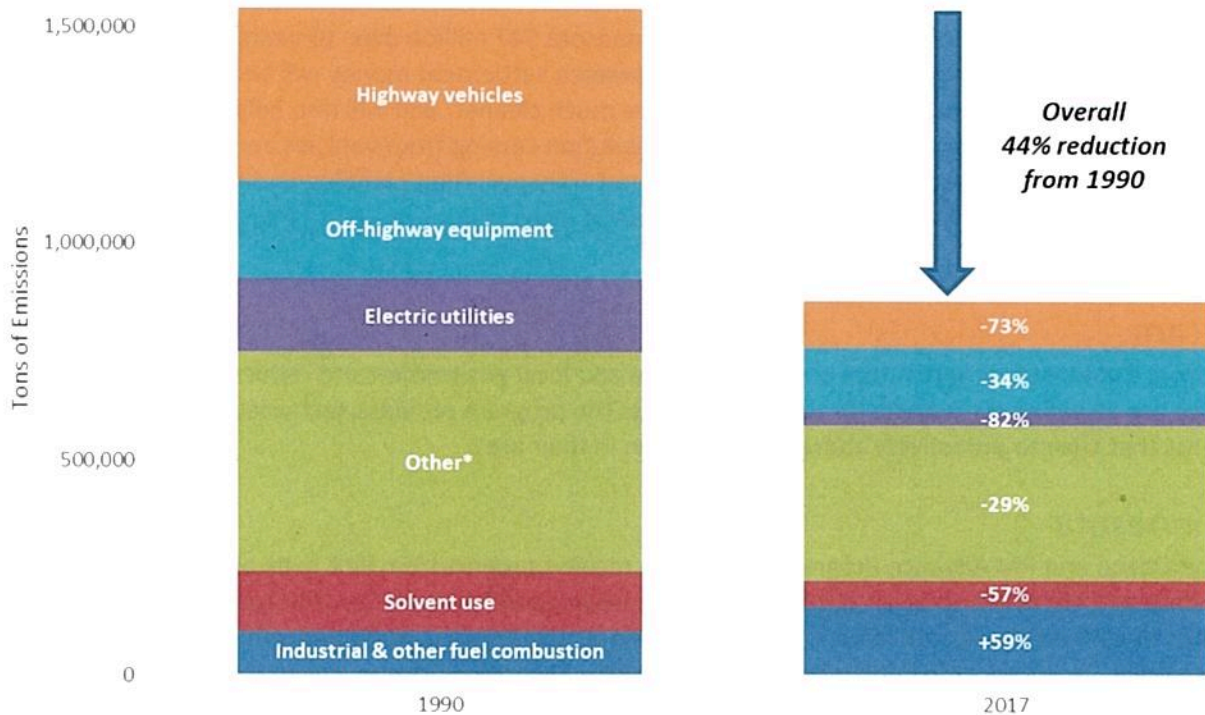 Tons of Emissions
1,500,000
1,000,000
500,000
0
Highway vehicles
Off-highway equipment
Electric utilities
Other*
Solvent use
Industrial & other fuel combustion
1990
Overall
44% reduction
from 1990
-73%
-34%
-82%
-29%
-57%
+59%
2017